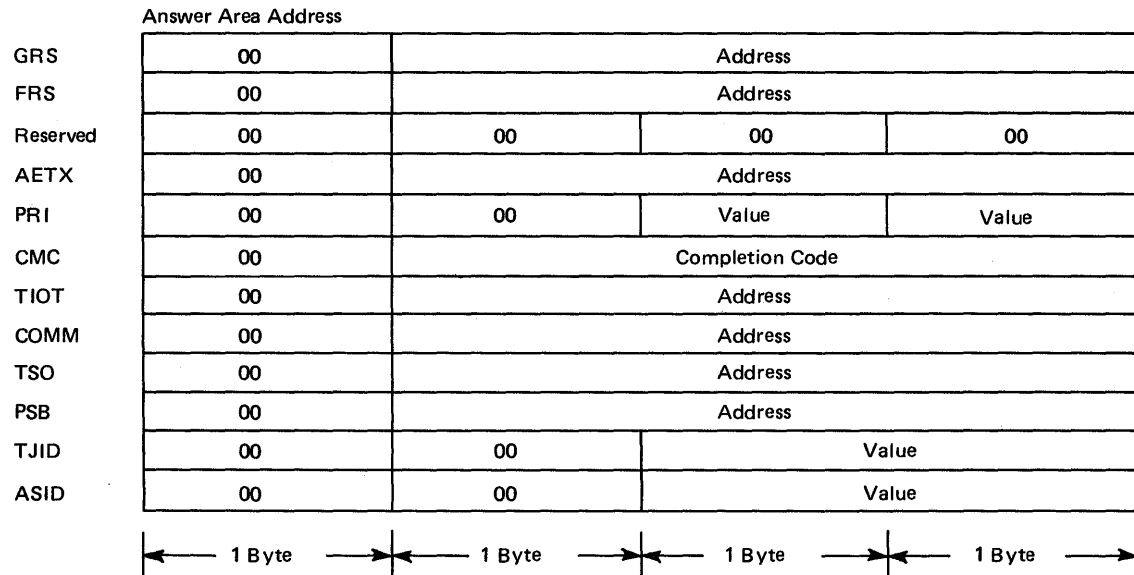 Answer Area Address
GRS 00 Address
FRS 00 Address
Reserved 00 00 00 00
AETX 00 Address
PRI 00 00 Value Value
CMC 00 Completion Code
TIOT 00 Address
COMM 00 Address
TSO 00 Address
PSB 00 Address
TJID 00 00 Value
ASID 00 00 Value
1 Byte 1 Byte 1 Byte 1 Byte